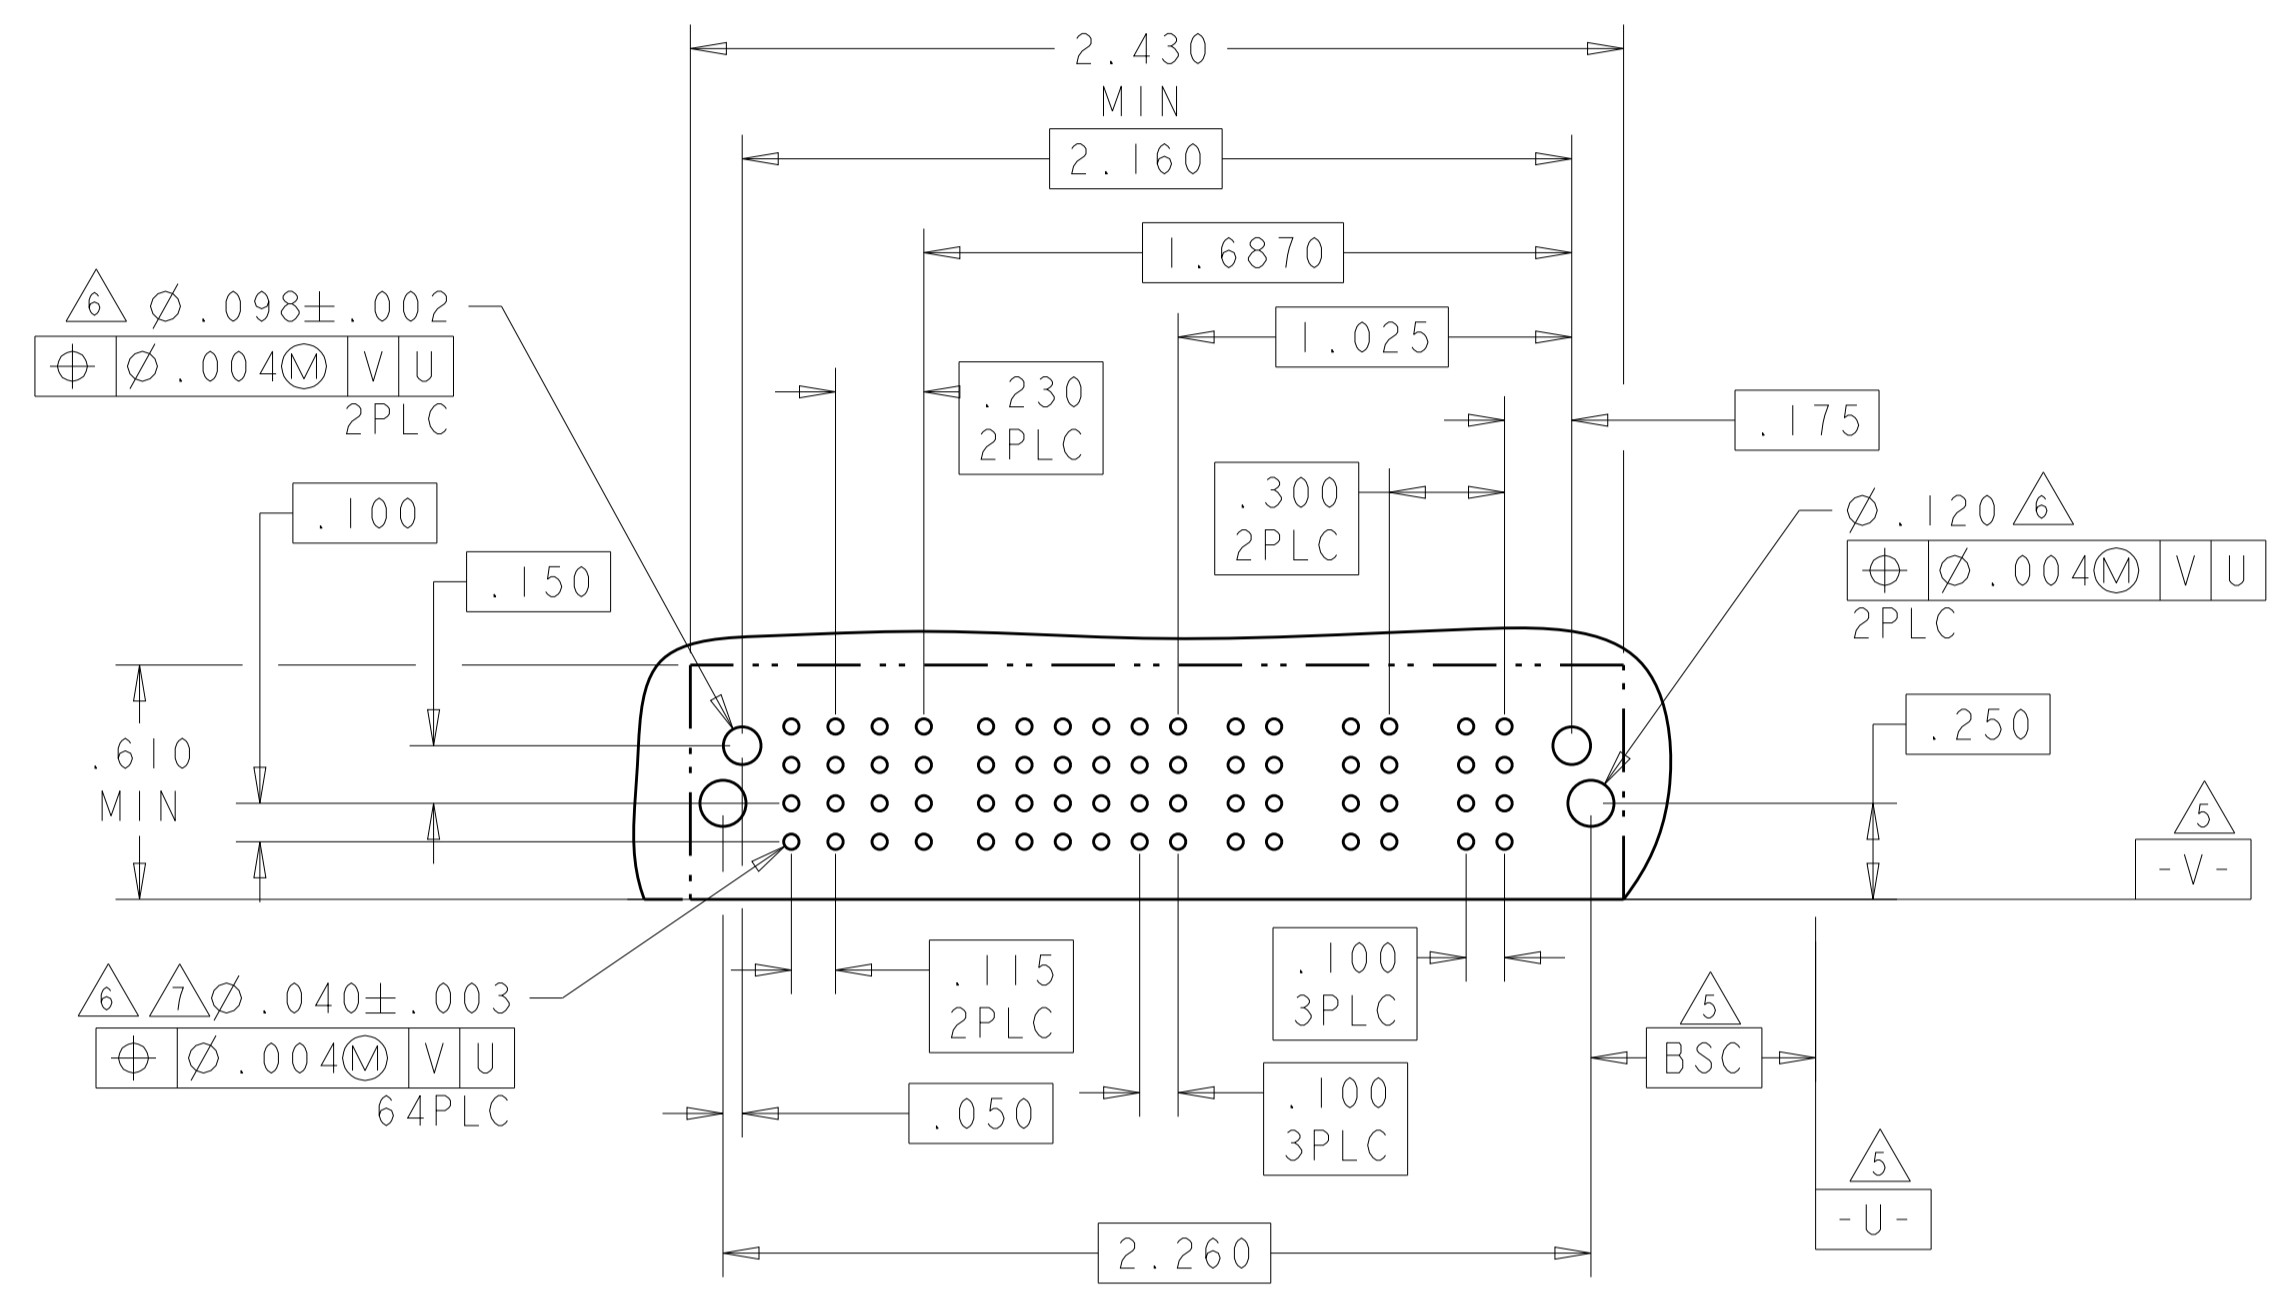 2.430
MIN
2.160
1.6870
6 Ø.098±.002
⌖ Ø.004Ⓜ V U
2PLC
1.025
.230
2PLC
.175
.300
2PLC
.100
Ø.120 6
⌖ Ø.004Ⓜ V U
2PLC
.150
.250
.610
MIN
5
-V-
6 7 Ø.040±.003
⌖ Ø.004Ⓜ V U
64PLC
.115
2PLC
.100
3PLC
5
BSC
.050
.100
3PLC
5
-U-
2.260